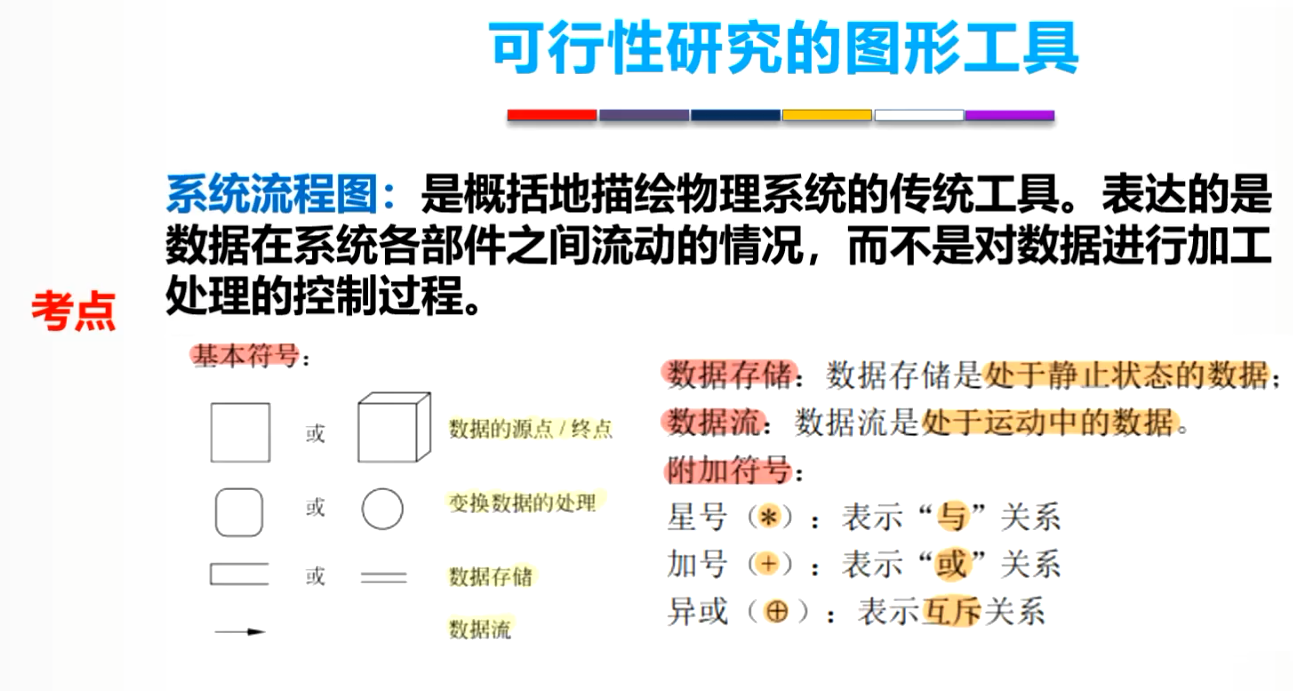 可行性研究的图形工具
系统流程图：是概括地描绘物理系统的传统工具。表达的是
数据在系统各部件之间流动的情况，而不是对数据进行加工
处理的控制过程。
考点
基本符号：
或
数据的源点/终点
或
变换数据的处理
或
数据存储
数据流
数据存储：数据存储是处于静止状态的数据；
数据流：数据流是处于运动中的数据。
附加符号：
星号（*）：表示“与”关系
加号（+）：表示“或”关系
异或（⊕）：表示互斥关系